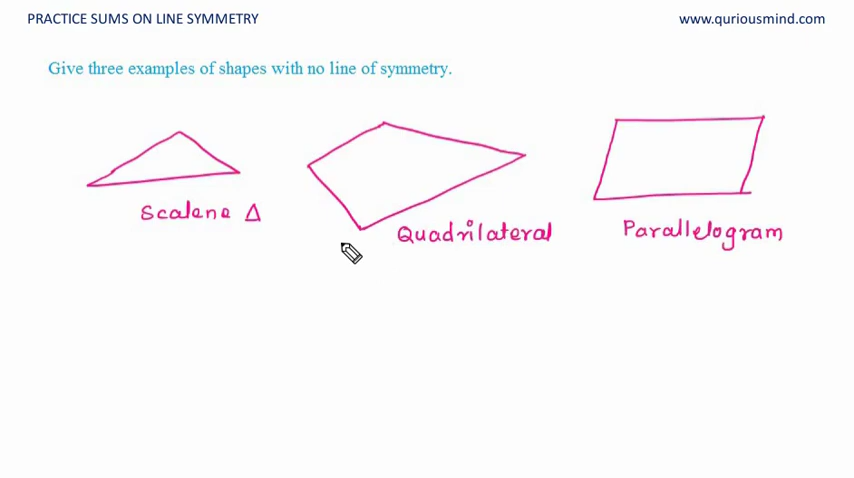 PRACTICE SUMS ON LINE SYMMETRY
www.quriousmind.com
Give three examples of shapes with no line of symmetry.
Scalene Δ
Quadrilateral
Parallelogram